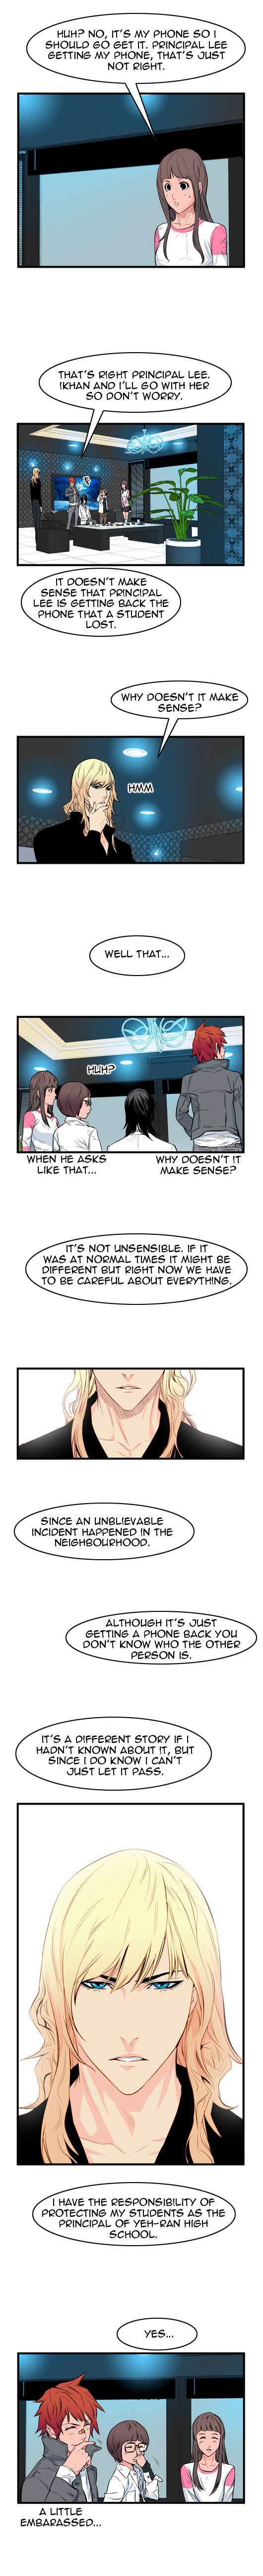 HUH? NO, IT'S MY PHONE SO I
SHOULD GO GET IT. PRINCIPAL LEE
GETTING MY PHONE, THAT'S JUST
NOT RIGHT.
THAT'S RIGHT PRINCIPAL LEE.
IKHAN AND I'LL GO WITH HER
SO DON'T WORRY.
IT DOESN'T MAKE
SENSE THAT PRINCIPAL
LEE IS GETTING BACK THE
PHONE THAT A STUDENT
LOST.
WHY DOESN'T IT MAKE
SENSE?
HMM
WELL THAT...
HUH?
WHEN HE ASKS
LIKE THAT...
WHY DOESN'T IT
MAKE SENSE?
IT'S NOT UNSENSIBLE. IF IT
WAS AT NORMAL TIMES IT MIGHT BE
DIFFERENT BUT RIGHT NOW WE HAVE
TO BE CAREFUL ABOUT EVERYTHING.
SINCE AN UNBLIEVABLE
INCIDENT HAPPENED IN THE
NEIGHBOURHOOD.
ALTHOUGH IT'S JUST
GETTING A PHONE BACK YOU
DON'T KNOW WHO THE OTHER
PERSON IS.
IT'S A DIFFERENT STORY IF I
HADN'T KNOWN ABOUT IT, BUT
SINCE I DO KNOW I CAN'T
JUST LET IT PASS.
I HAVE THE RESPONSIBILITY OF
PROTECTING MY STUDENTS AS THE
PRINCIPAL OF YEH-RAN HIGH
SCHOOL.
YES...
A LITTLE
EMBARASSED...